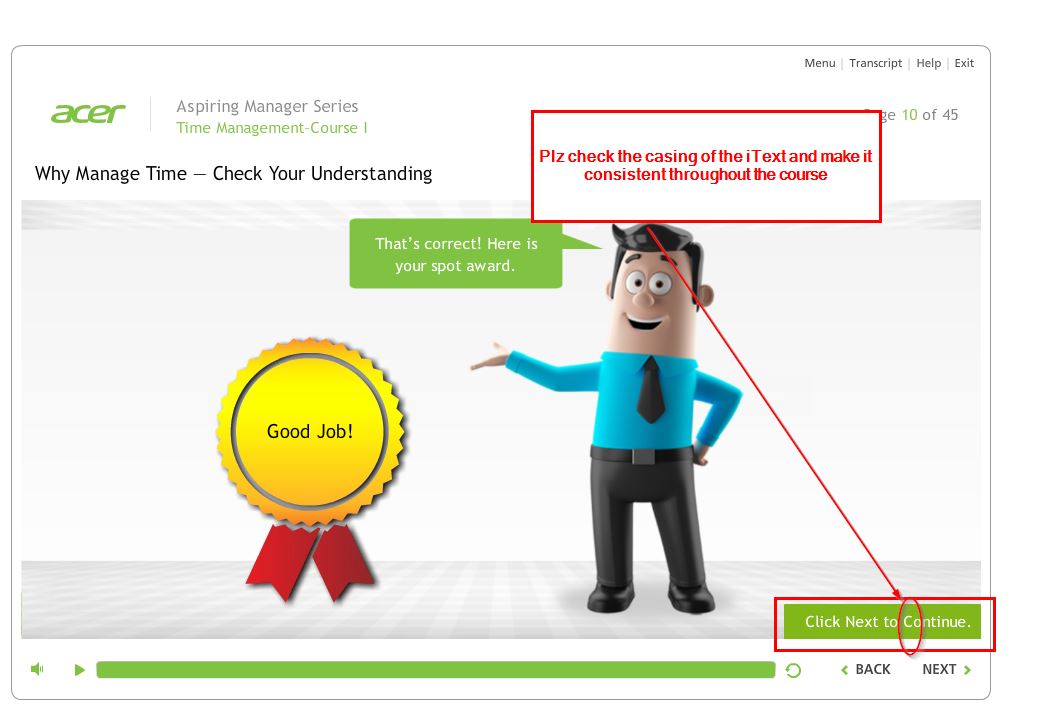 Menu | Transcript | Help | Exit
acer
Aspiring Manager Series
Time Management-Course I
ge 10 of 45
Plz check the casing of the iText and make it
consistent throughout the course
Why Manage Time — Check Your Understanding
That's correct! Here is
your spot award.
Good Job!
Click Next to Continue.
BACK
NEXT